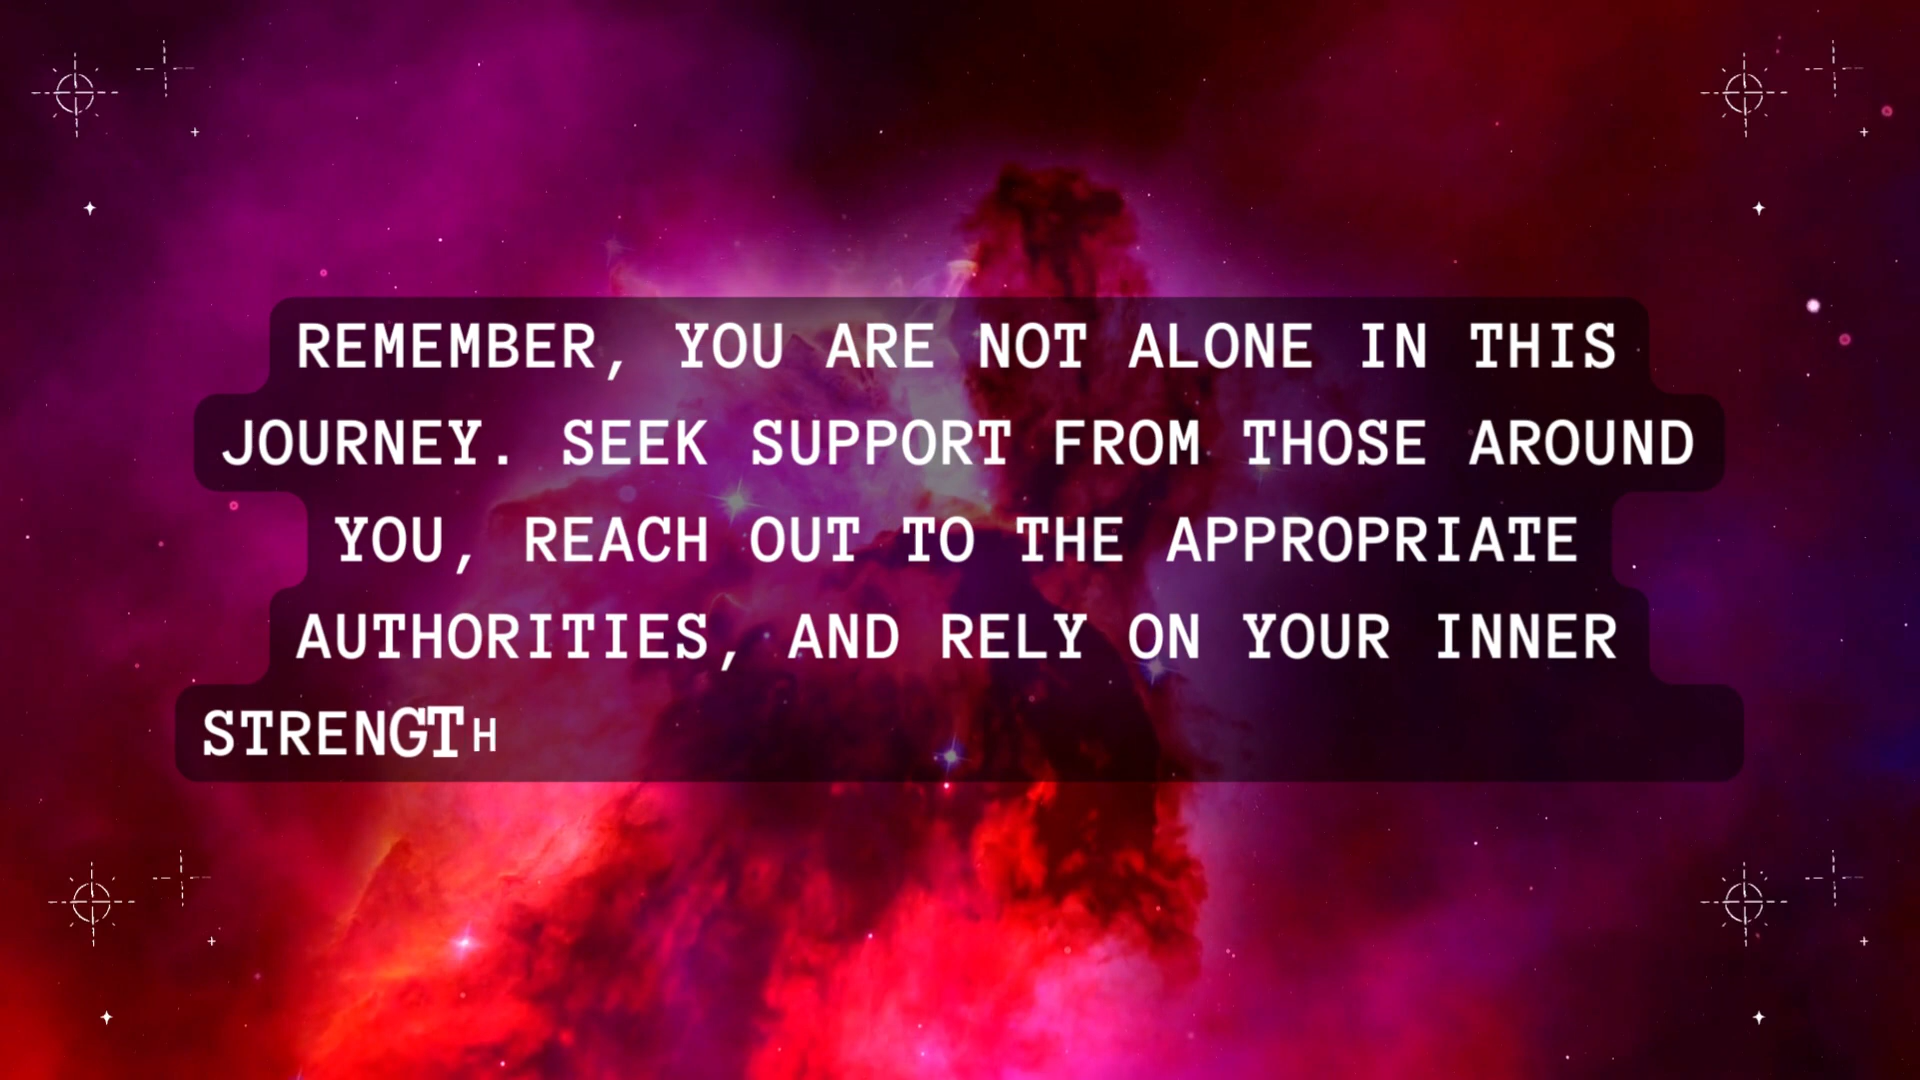 REMEMBER, YOU ARE NOT ALONE IN THIS
JOURNEY. SEEK SUPPORT FROM THOSE AROUND
YOU, REACH OUT TO THE APPROPRIATE
AUTHORITIES, AND RELY ON YOUR INNER
STRENGTH